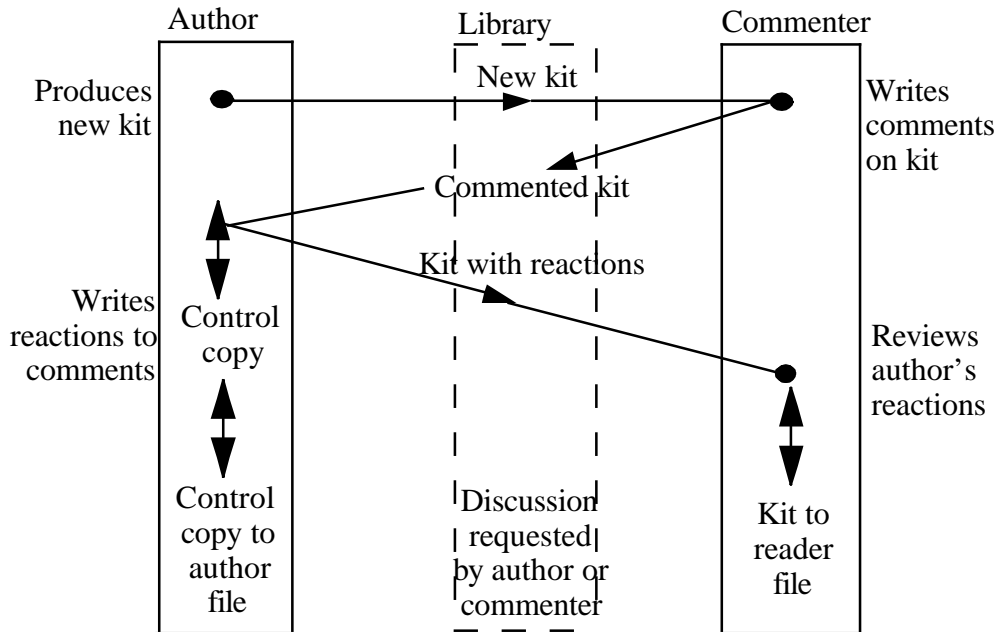 Author
Library
Commenter
New kit
Produces
new kit
Writes
comments
on kit
Commented kit
Kit with reactions
Writes
reactions to
comments
Control
copy
Reviews
author’s
reactions
Control
copy to
author
file
Discussion
requested
by author or
commenter
Kit to
reader
file